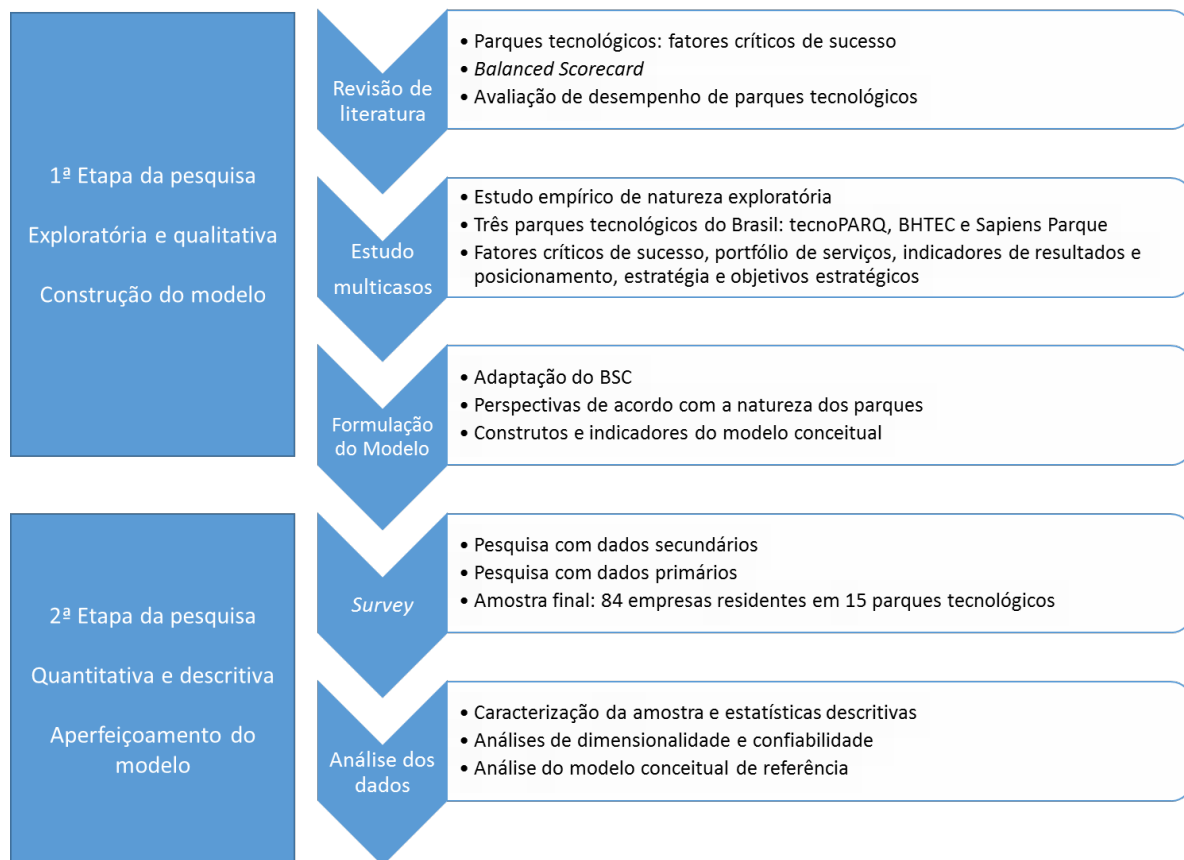 1ª Etapa da pesquisa
Exploratória e qualitativa
Construção do modelo
Revisão de
literatura
• Parques tecnológicos: fatores críticos de sucesso
• Balanced Scorecard
• Avaliação de desempenho de parques tecnológicos
Estudo
multicasos
• Estudo empírico de natureza exploratória
• Três parques tecnológicos do Brasil: tecnoPARQ, BHTEC e Sapiens Parque
• Fatores críticos de sucesso, portfólio de serviços, indicadores de resultados e
posicionamento, estratégia e objetivos estratégicos
Formulação
do Modelo
• Adaptação do BSC
• Perspectivas de acordo com a natureza dos parques
• Construtos e indicadores do modelo conceitual
2ª Etapa da pesquisa
Quantitativa e descritiva
Aperfeiçoamento do
modelo
Survey
• Pesquisa com dados secundários
• Pesquisa com dados primários
• Amostra final: 84 empresas residentes em 15 parques tecnológicos
Análise dos
dados
• Caracterização da amostra e estatísticas descritivas
• Análises de dimensionalidade e confiabilidade
• Análise do modelo conceitual de referência